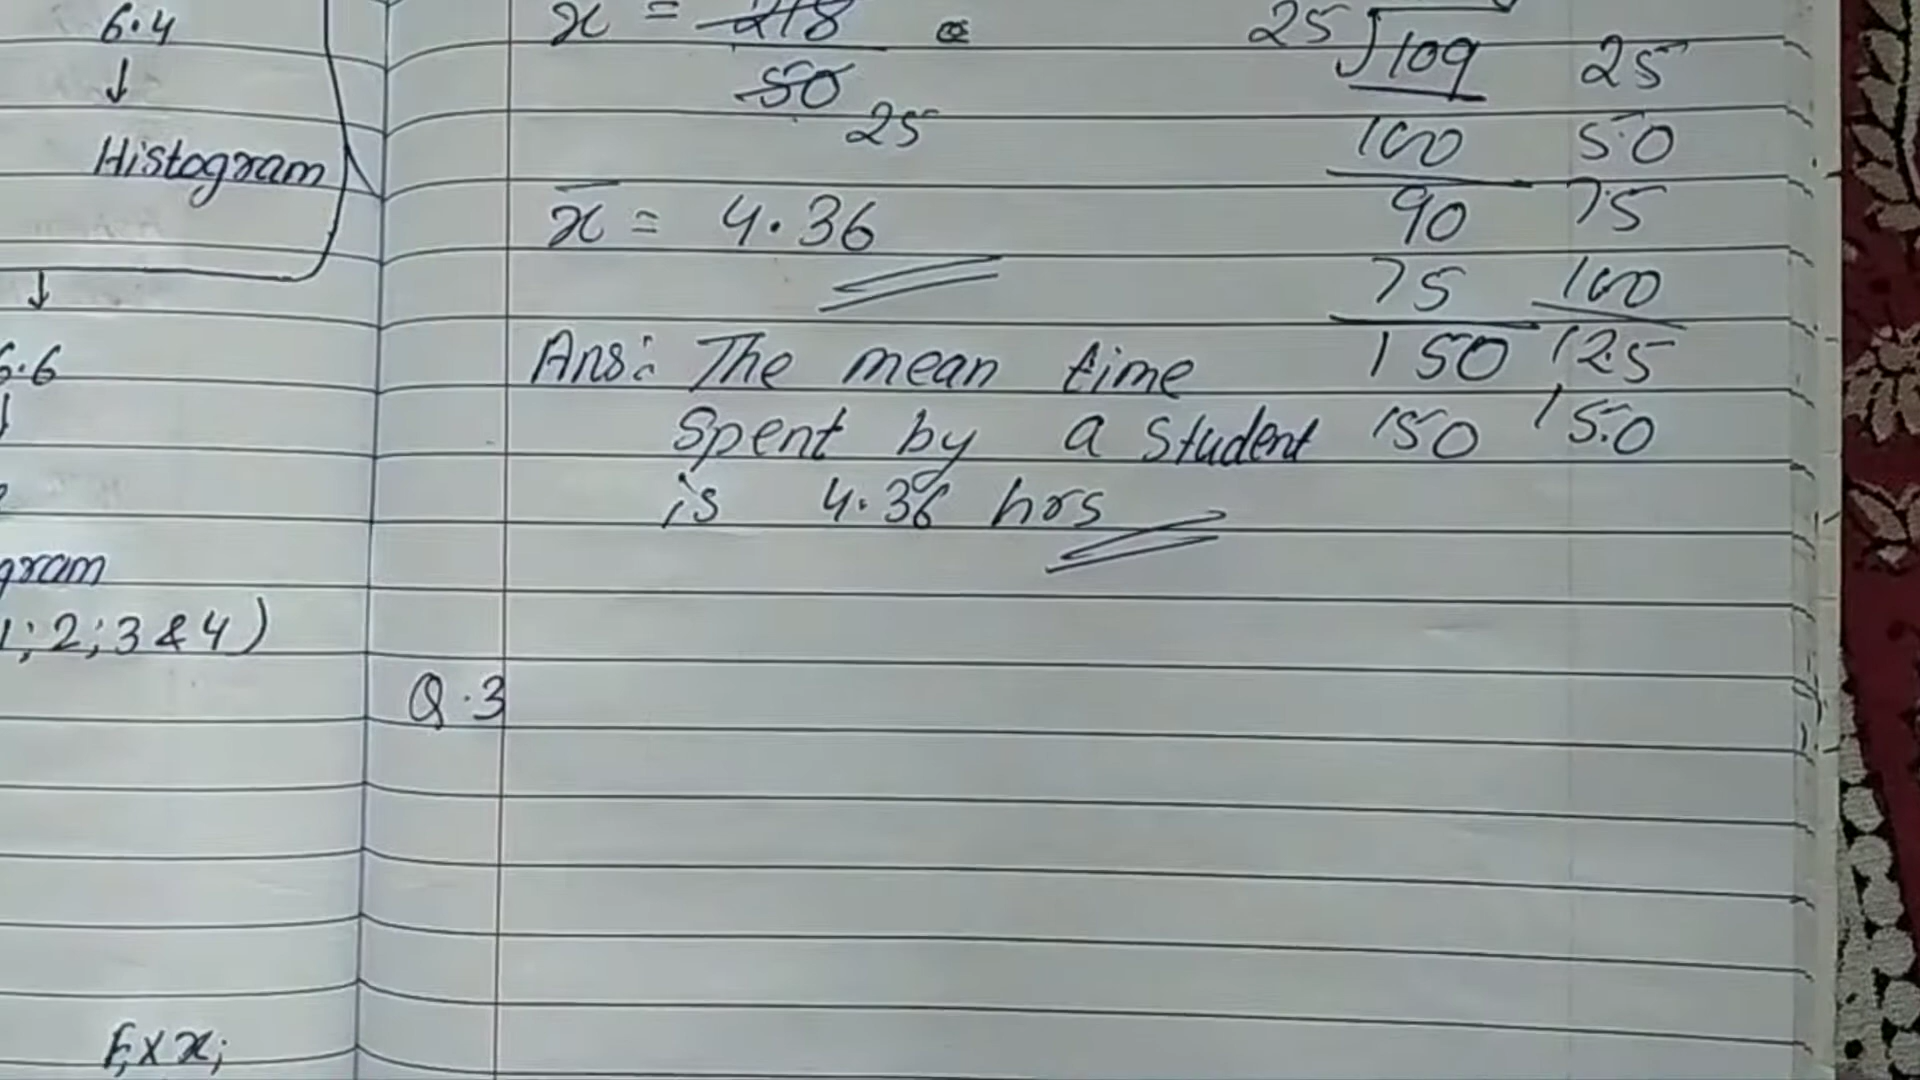 6.4
↓
Histogram
↓
6.6
gram
1; 2; 3 & 4)
Fi x xi
x = 218
50
25
x̄ = 4.36
Ans: The mean time
Spent by a Student
is 4.36 hrs
Q.3
25 109
100
90
75
150
150
25
50
75
100
125
150